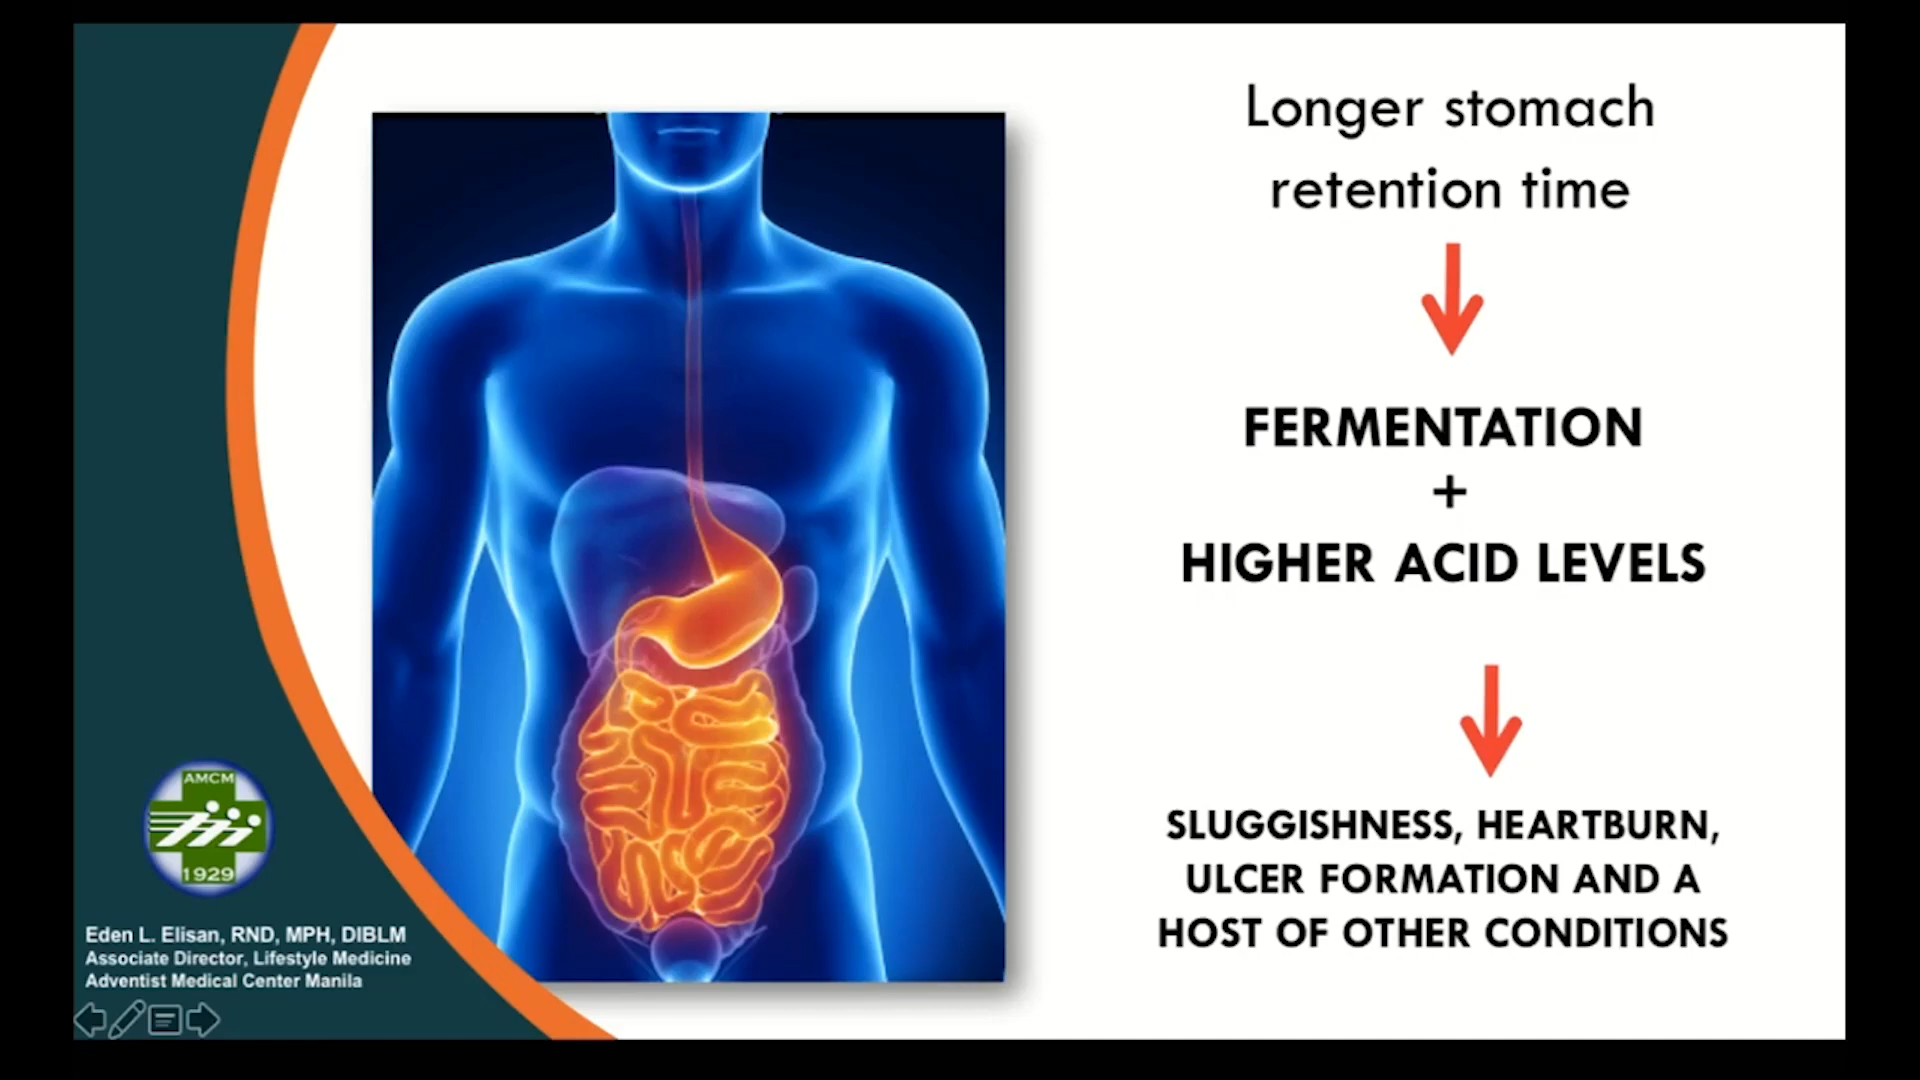 Longer stomach
retention time
FERMENTATION
+
HIGHER ACID LEVELS
SLUGGISHNESS, HEARTBURN,
ULCER FORMATION AND A
HOST OF OTHER CONDITIONS
AMCM
1929
Eden L. Elisan, RND, MPH, DIBLM
Associate Director, Lifestyle Medicine
Adventist Medical Center Manila